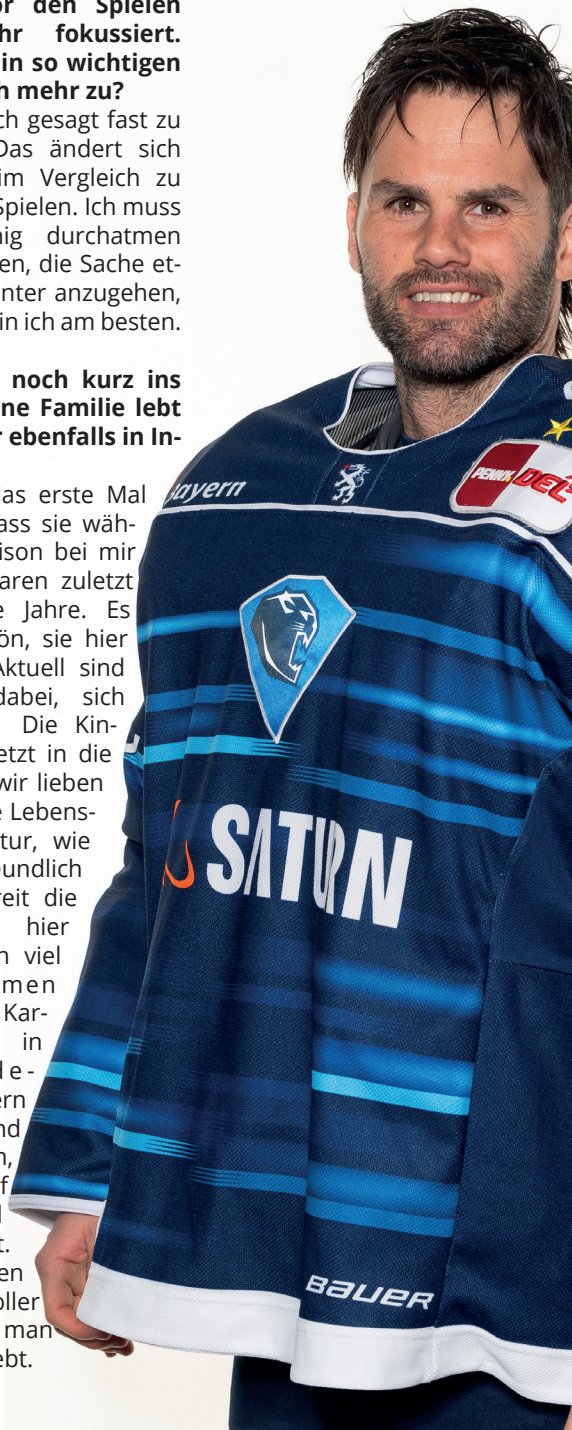 or den Spielen
hr fokussiert.
in so wichtigen
h mehr zu?
ch gesagt fast zu
Das ändert sich
im Vergleich zu
Spielen. Ich muss
nig durchatmen
en, die Sache et-
nter anzugehen,
in ich am besten.
noch kurz ins
ne Familie lebt
r ebenfalls in In-
das erste Mal
ass sie wäh-
ison bei mir
aren zuletzt
e Jahre. Es
ön, sie hier
Aktuell sind
dabei, sich
Die Kin-
etzt in die
wir lieben
e Lebens-
tur, wie
eundlich
reit die
hier
n viel
men
Kar-
in
de-
ern
nd
n,
f
t.
en
oller
man
ebt.
Bayern
PENNY DEL
SATURN
BAUER